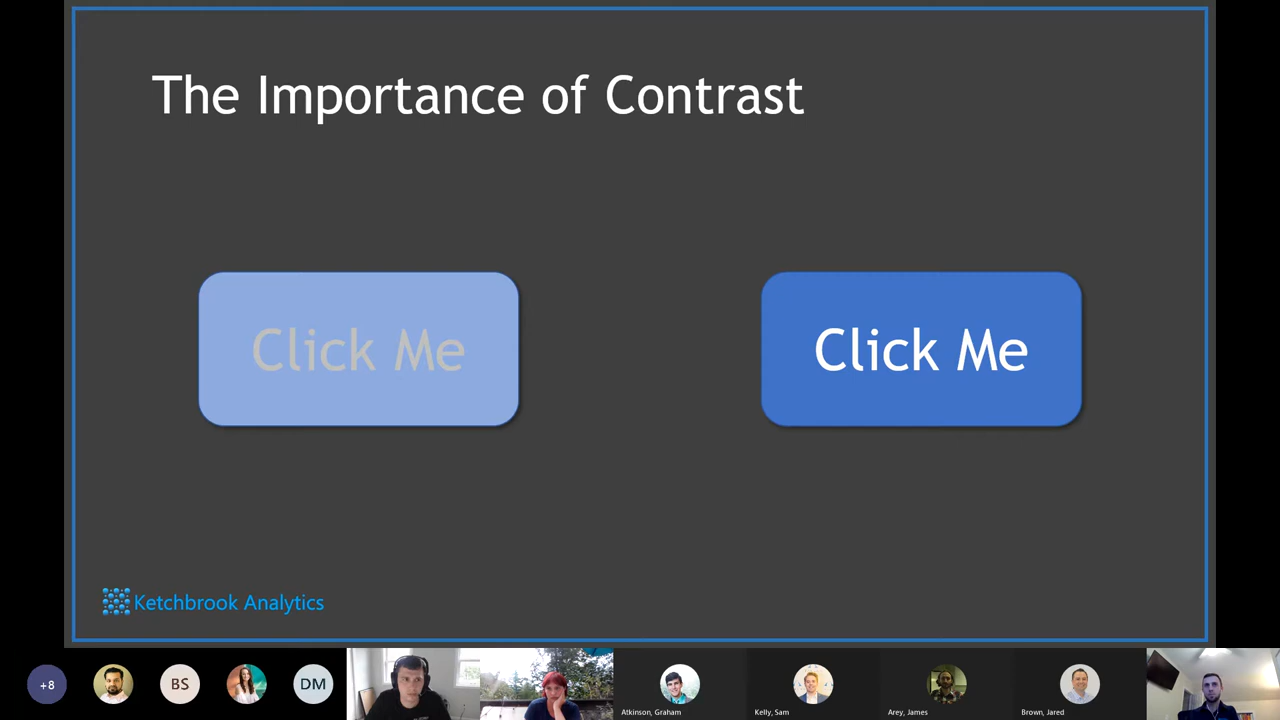 The Importance of Contrast
Click Me
Click Me
Ketchbrook Analytics
+8
BS
DM
Atkinson, Graham
Kelly, Sam
Arey, James
Brown, Jared